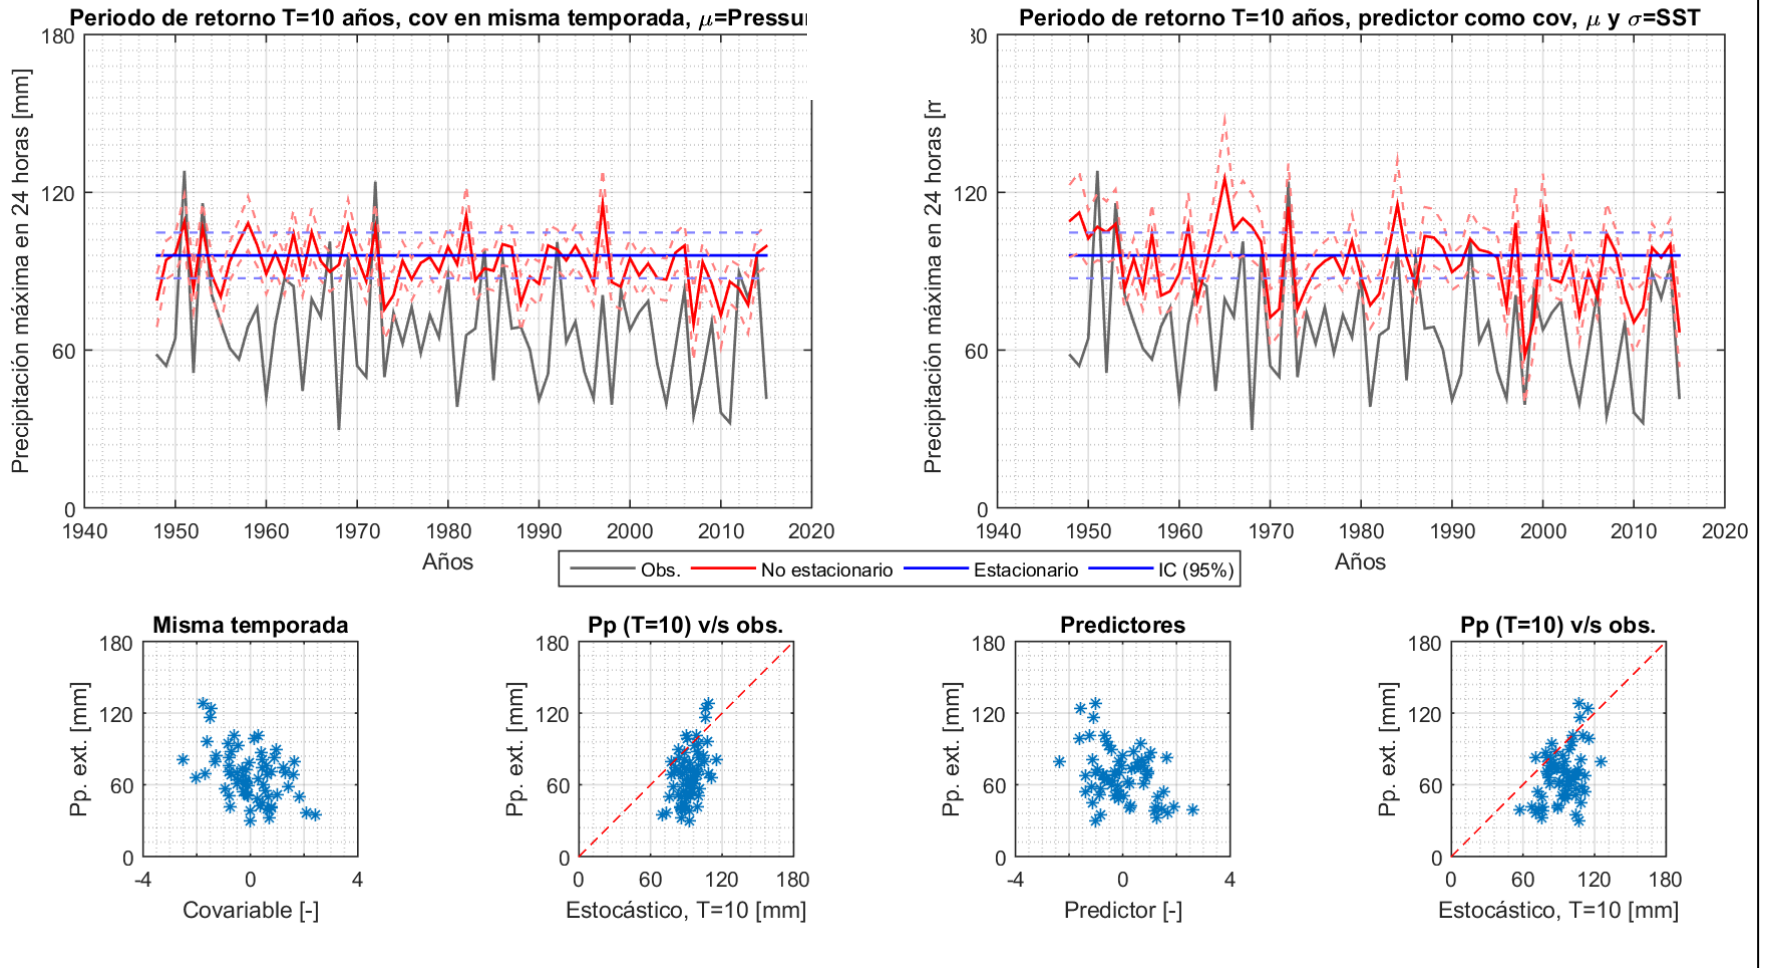 Periodo de retorno T=10 años, cov en misma temporada, μ=Pressu
Precipitación máxima en 24 horas [mm]
180
120
60
0
1940 1950 1960 1970 1980 1990 2000 2010 2020
Años
Periodo de retorno T=10 años, predictor como cov, μ y σ=SST
Precipitación máxima en 24 horas [m
80
120
60
0
1940 1950 1960 1970 1980 1990 2000 2010 2020
Años
Obs. No estacionario Estacionario IC (95%)
Misma temporada
Pp. ext. [mm]
180
120
60
0
-4 0 4
Covariable [-]
Pp (T=10) v/s obs.
Pp. ext. [mm]
180
120
60
0
0 60 120 180
Estocástico, T=10 [mm]
Predictores
Pp. ext. [mm]
180
120
60
0
-4 0 4
Predictor [-]
Pp (T=10) v/s obs.
Pp. ext. [mm]
180
120
60
0
0 60 120 180
Estocástico, T=10 [mm]